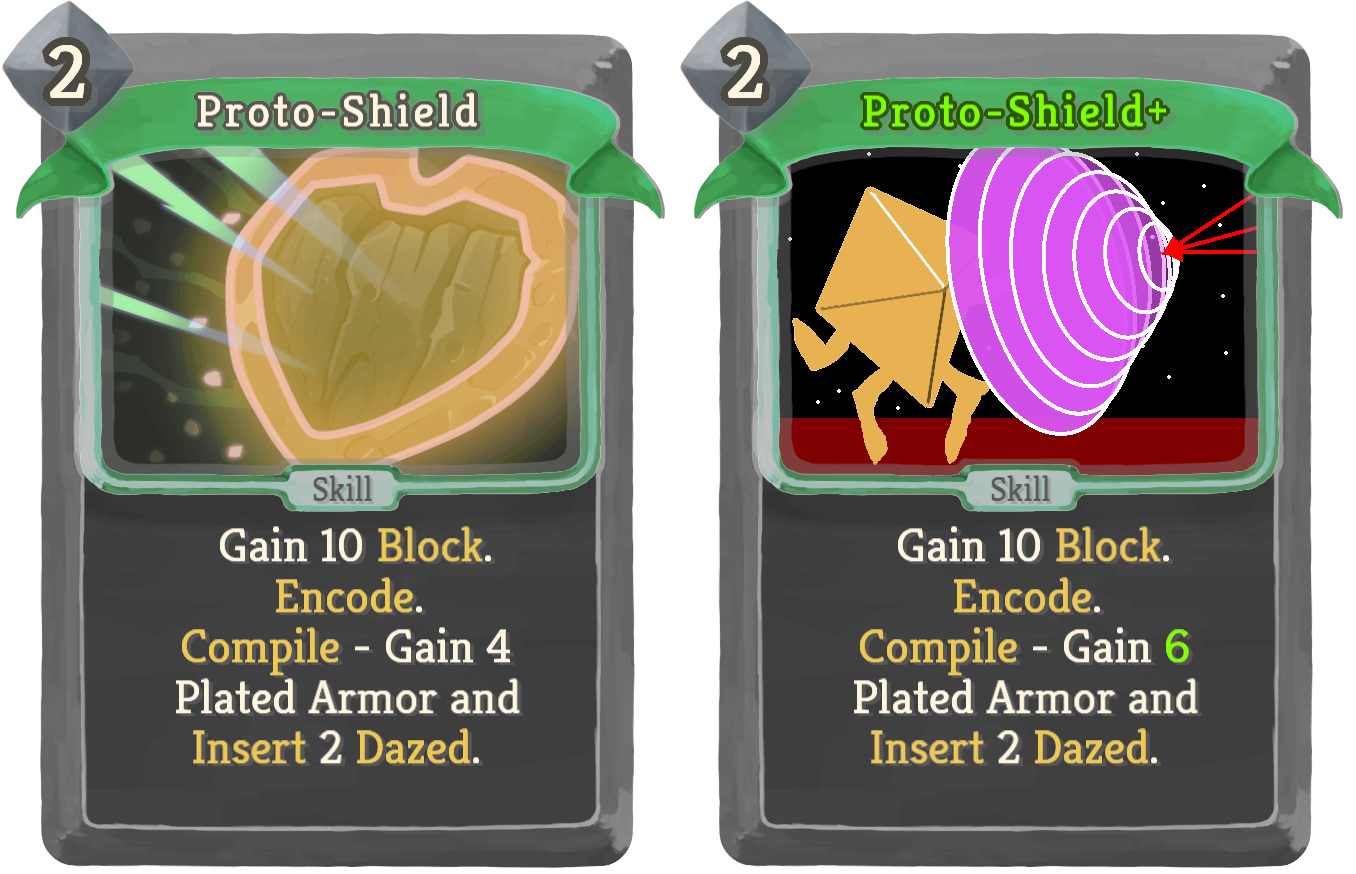 2
Proto-Shield
Skill
Gain 10 Block.
Encode.
Compile - Gain 4
Plated Armor and
Insert 2 Dazed.
2
Proto-Shield+
Skill
Gain 10 Block.
Encode.
Compile - Gain 6
Plated Armor and
Insert 2 Dazed.